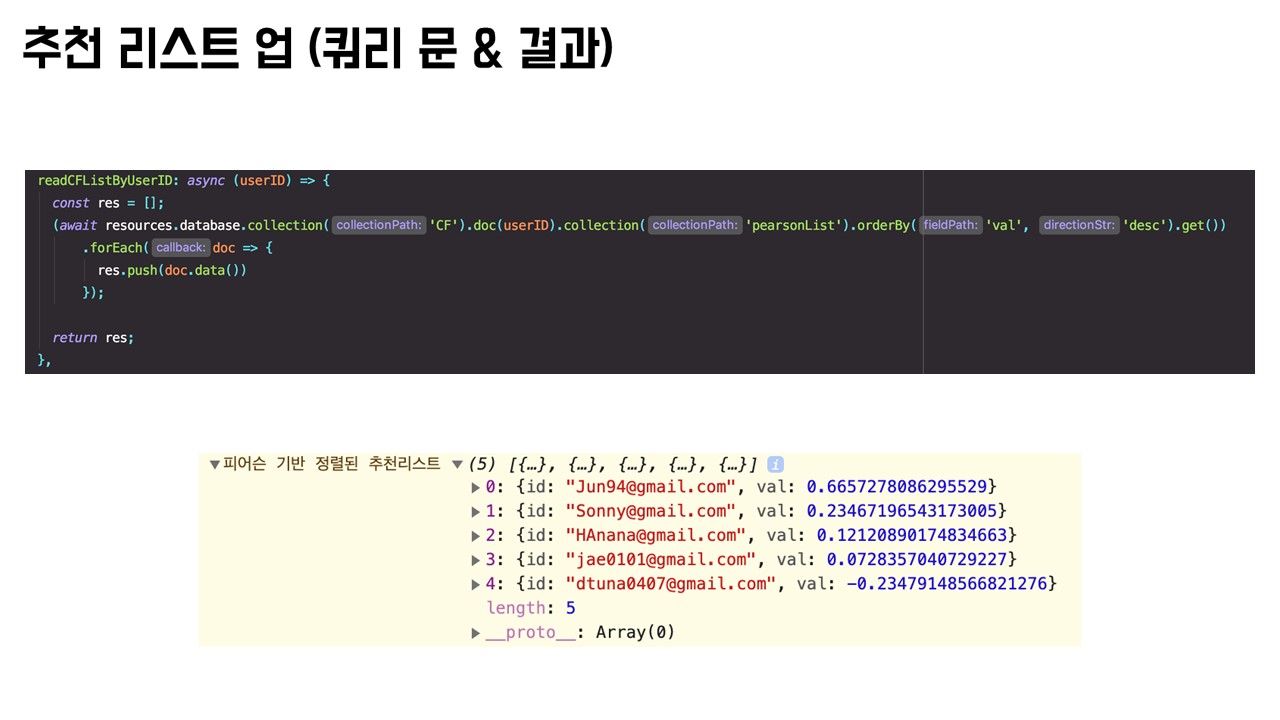 추천 리스트 업 (쿼리 문 & 결과)
readCFListByUserID: async (userID) => {
const res = [];
(await resources.database.collection( collectionPath: 'CF').doc(userID).collection( collectionPath: 'pearsonList').orderBy( fieldPath: 'val', directionStr: 'desc').get())
.forEach( callback: doc => {
res.push(doc.data())
});
return res;
},
▼피어슨 기반 정렬된 추천리스트 ▼(5) [{…}, {…}, {…}, {…}, {…}] i
▶0: {id: "Jun94@gmail.com", val: 0.6657278086295529}
▶1: {id: "Sonny@gmail.com", val: 0.23467196543173005}
▶2: {id: "HAnana@gmail.com", val: 0.12120890174834663}
▶3: {id: "jae0101@gmail.com", val: 0.0728357040729227}
▶4: {id: "dtuna0407@gmail.com", val: -0.23479148566821276}
length: 5
▶__proto__: Array(0)